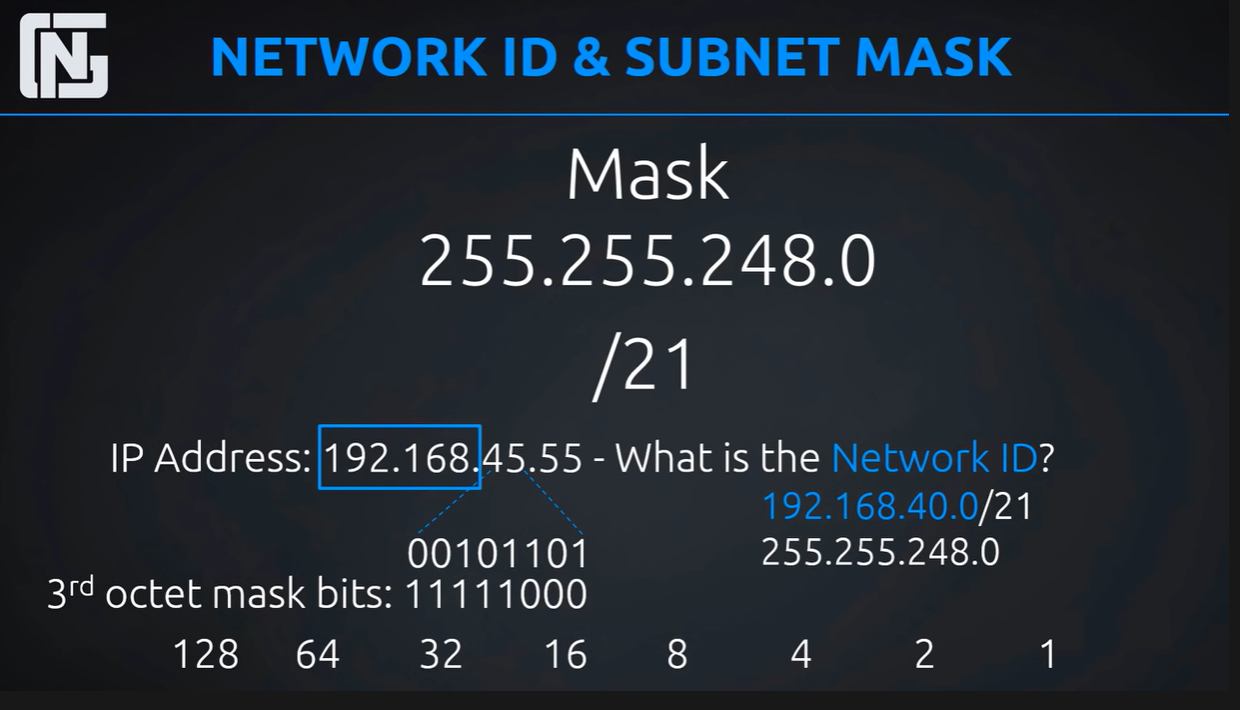 NG
NETWORK ID & SUBNET MASK
Mask
255.255.248.0
/21
IP Address: 192.168.45.55 - What is the Network ID?
192.168.40.0/21
255.255.248.0
00101101
3rd octet mask bits: 11111000
128 64 32 16 8 4 2 1